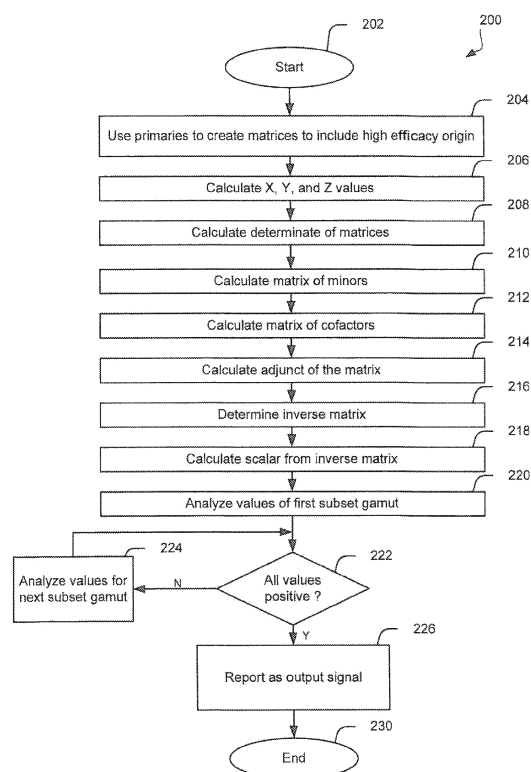 200
202
Start
204
Use primaries to create matrices to include high efficacy origin
206
Calculate X, Y, and Z values
208
Calculate determinate of matrices
210
Calculate matrix of minors
212
Calculate matrix of cofactors
214
Calculate adjunct of the matrix
216
Determine inverse matrix
218
Calculate scalar from inverse matrix
220
Analyze values of first subset gamut
224
Analyze values for
next subset gamut
N
222
All values
positive ?
Y
226
Report as output signal
230
End